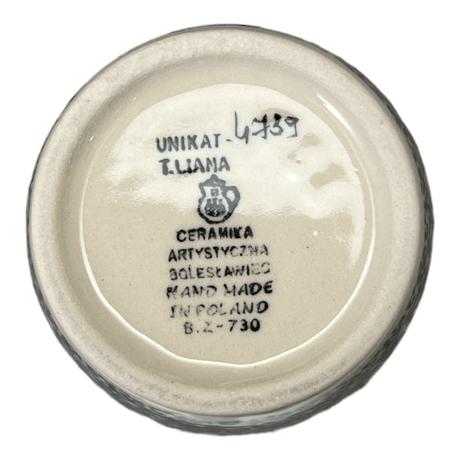 UNIKAT - 4739
T.LIANA
CERAMIKA
ARTYSTYCZNA
BOLESŁAWIEC
HAND MADE
IN POLAND
B.Z-730